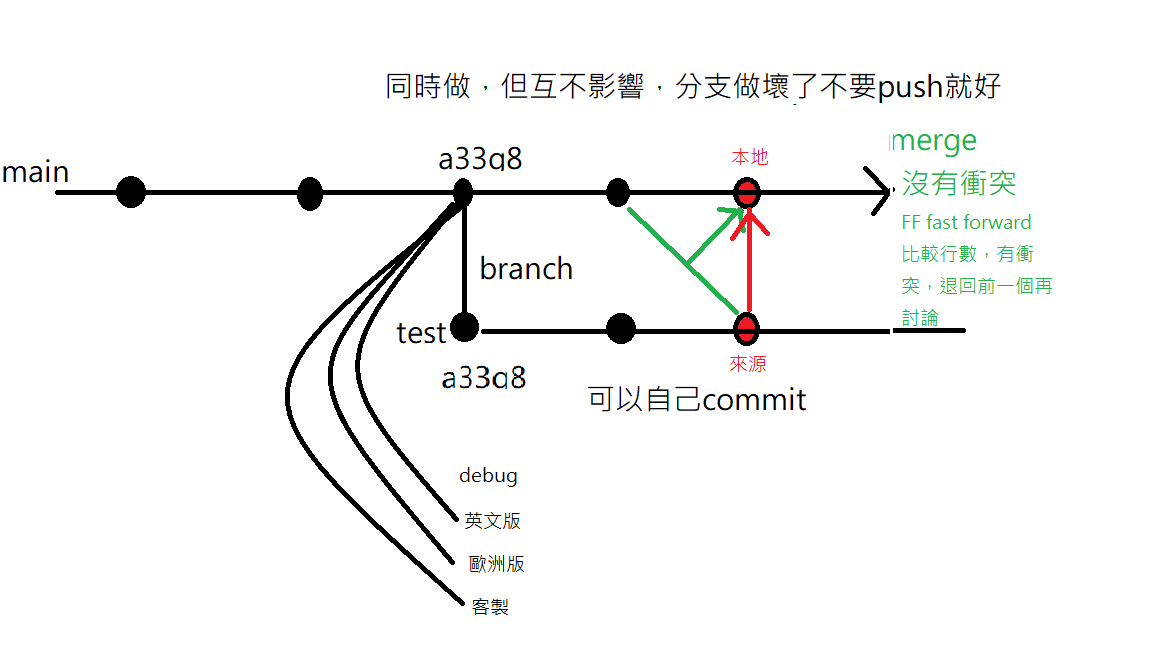 同時做，但互不影響，分支做壞了不要push就好
merge
main
a33q8
本地
沒有衝突
FF fast forward
比較行數，有衝
突，退回前一個再
討論
branch
test
a33q8
來源
可以自己commit
debug
英文版
歐洲版
客製